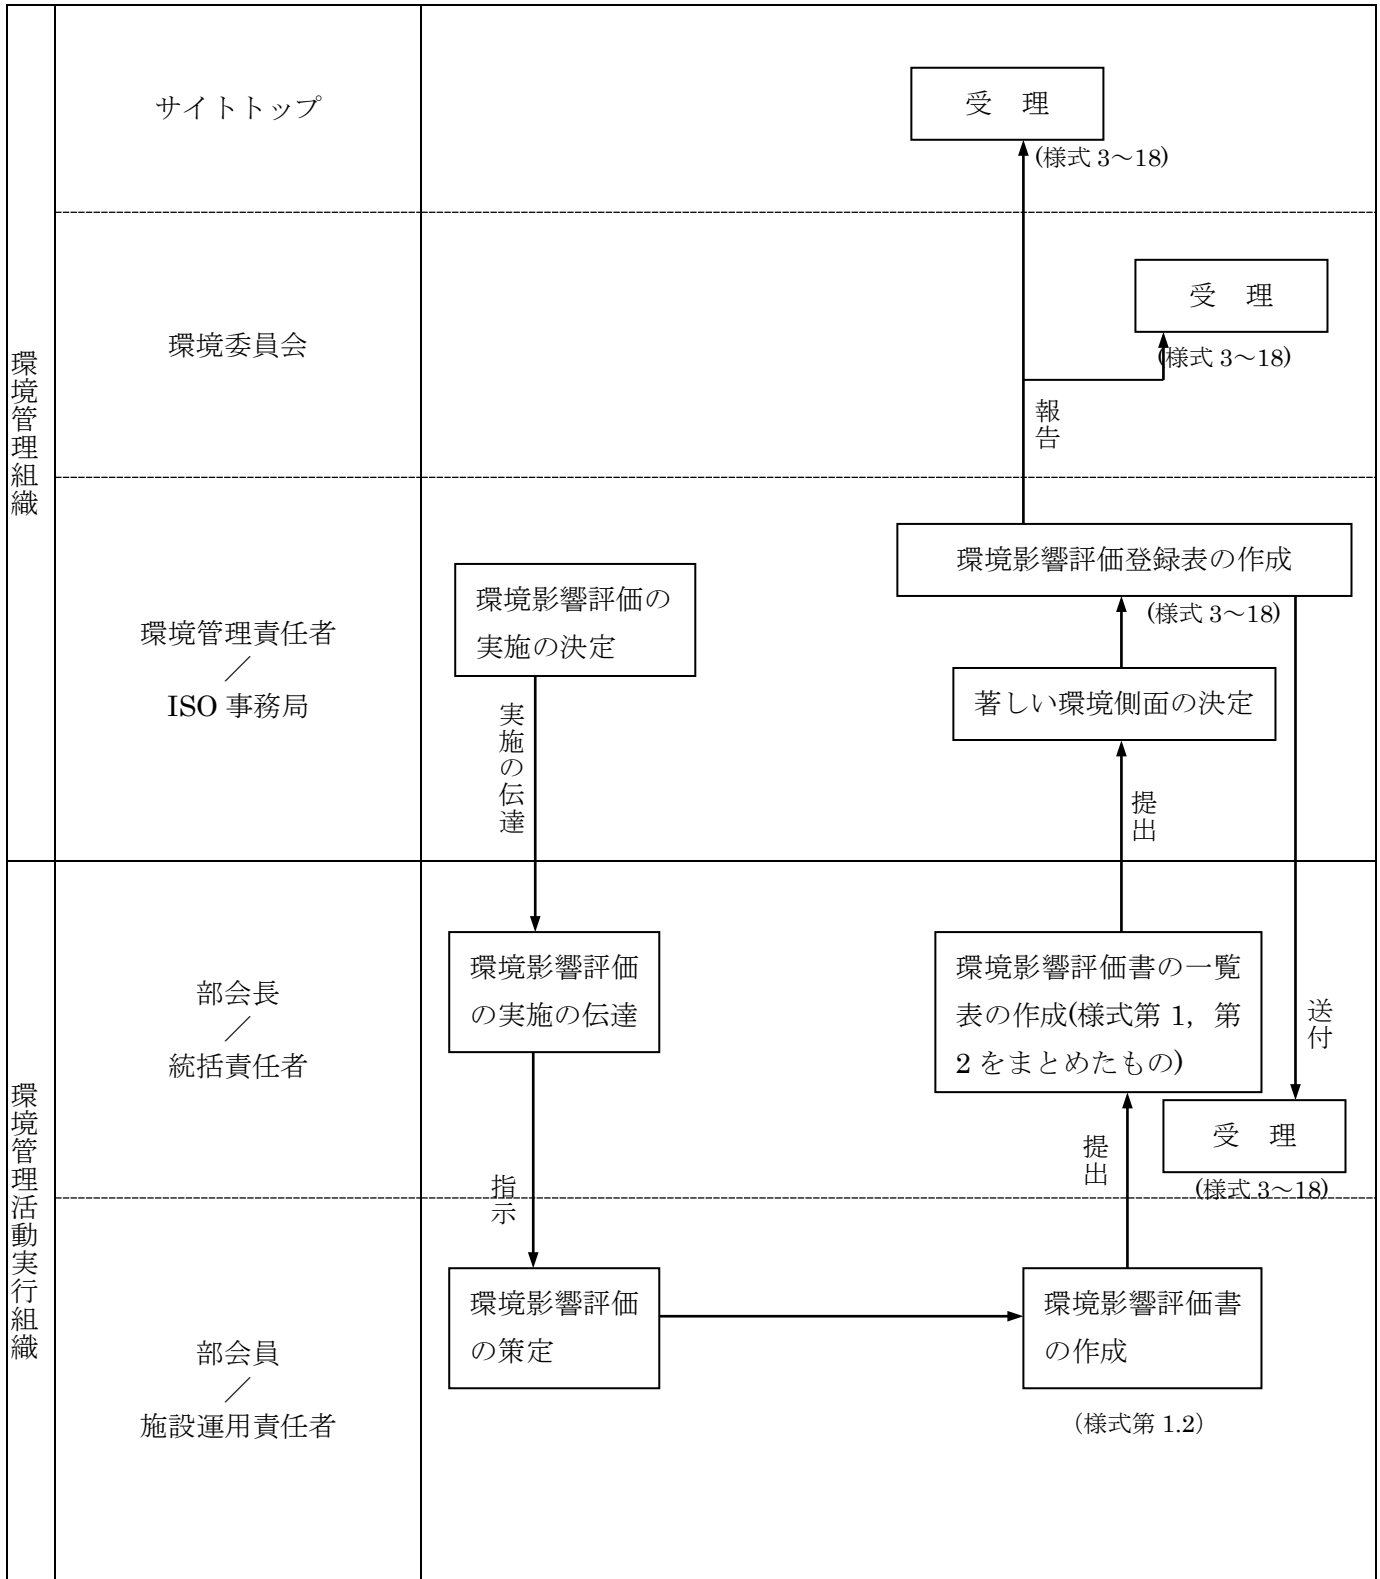 環境管理組織
サイトトップ
受　理
(様式 3～18)
環境委員会
受　理
(様式 3～18)
報告
環境管理責任者
／
ISO 事務局
環境影響評価の
実施の決定
実施の伝達
環境影響評価登録表の作成
(様式 3～18)
著しい環境側面の決定
提出
環境管理活動実行組織
部会長
／
統括責任者
環境影響評価
の実施の伝達
指示
環境影響評価書の一覧
表の作成(様式第 1，第
2 をまとめたもの)
提出
送付
受　理
(様式 3～18)
部会員
／
施設運用責任者
環境影響評価
の策定
環境影響評価書
の作成
（様式第 1.2）